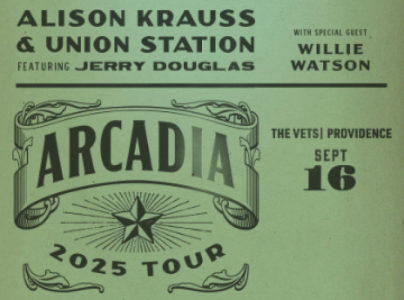 ALISON KRAUSS
& UNION STATION
FEATURING JERRY DOUGLAS
WITH SPECIAL GUEST
WILLIE
WATSON
ARCADIA
2025 TOUR
THE VETS| PROVIDENCE
SEPT
16